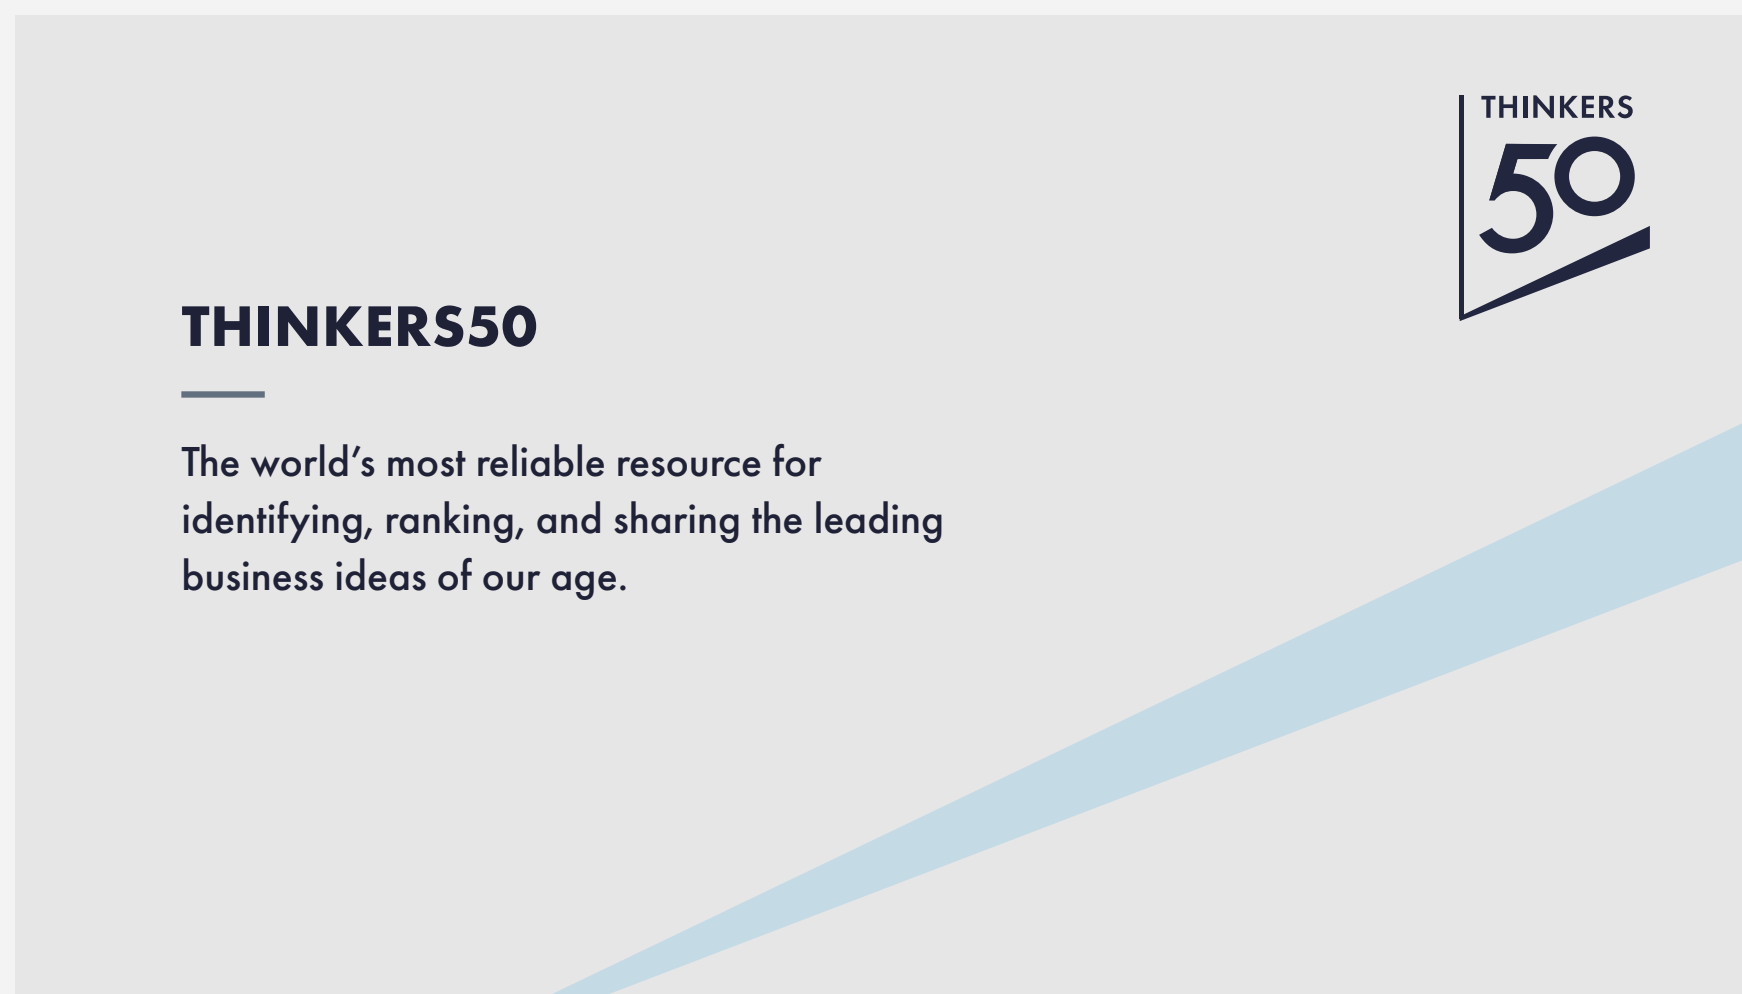 THINKERS
50
THINKERS50
The world’s most reliable resource for
identifying, ranking, and sharing the leading
business ideas of our age.